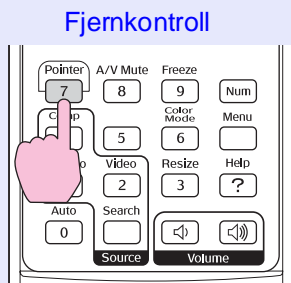 Fjernkontroll
Pointer A/V Mute Freeze
7 8 9 Num
Color Mode Menu
5 6
Video Resize Help
2 3 ?
Auto Search
0
Source Volume